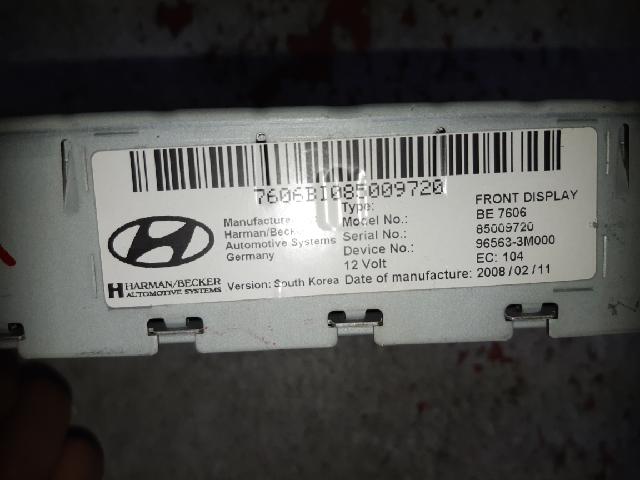 7606BI085009720
Manufacturer:
Harman/Becker
Automotive Systems
Germany
Type: FRONT DISPLAY
Model No.: BE 7606
Serial No.: 85009720
Device No.: 96563-3M000
12 Volt EC: 104
HARMAN/BECKER
AUTOMOTIVE SYSTEMS
Version: South Korea Date of manufacture: 2008/02/11